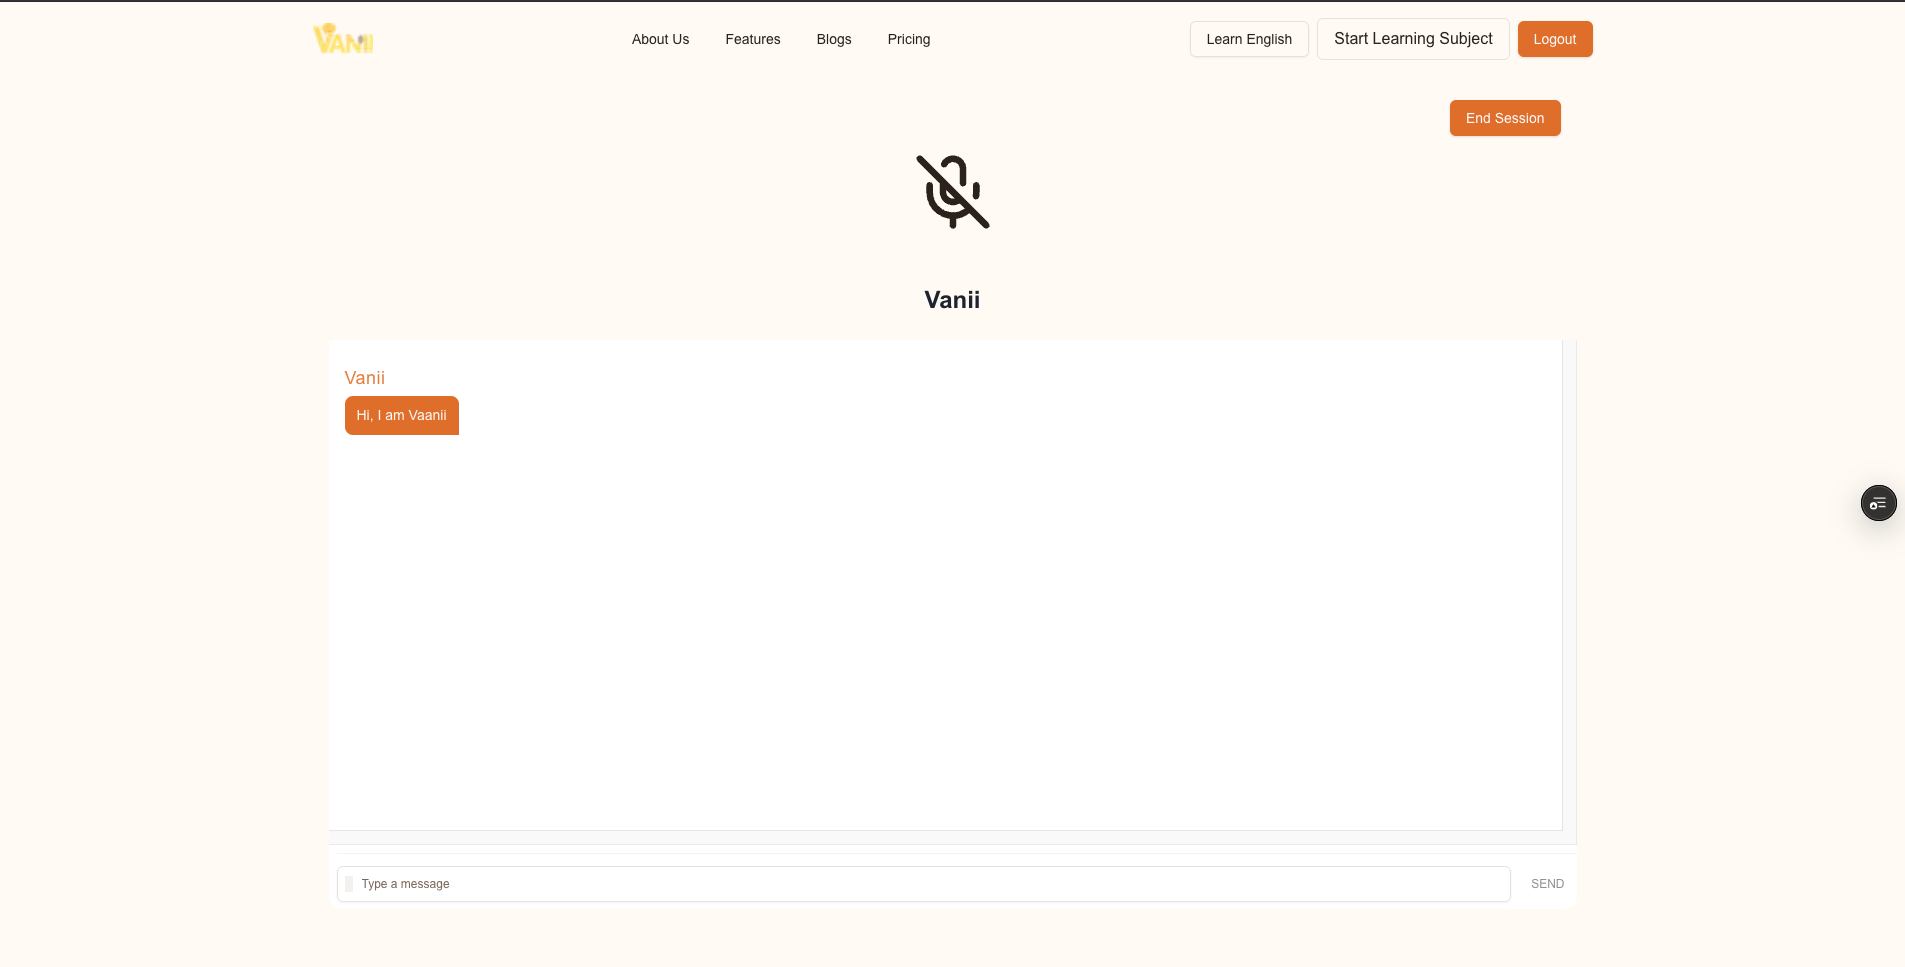 VANII
About Us
Features
Blogs
Pricing
Learn English
Start Learning Subject
Logout
End Session
Vanii
Vanii
Hi, I am Vaanii
Type a message
SEND